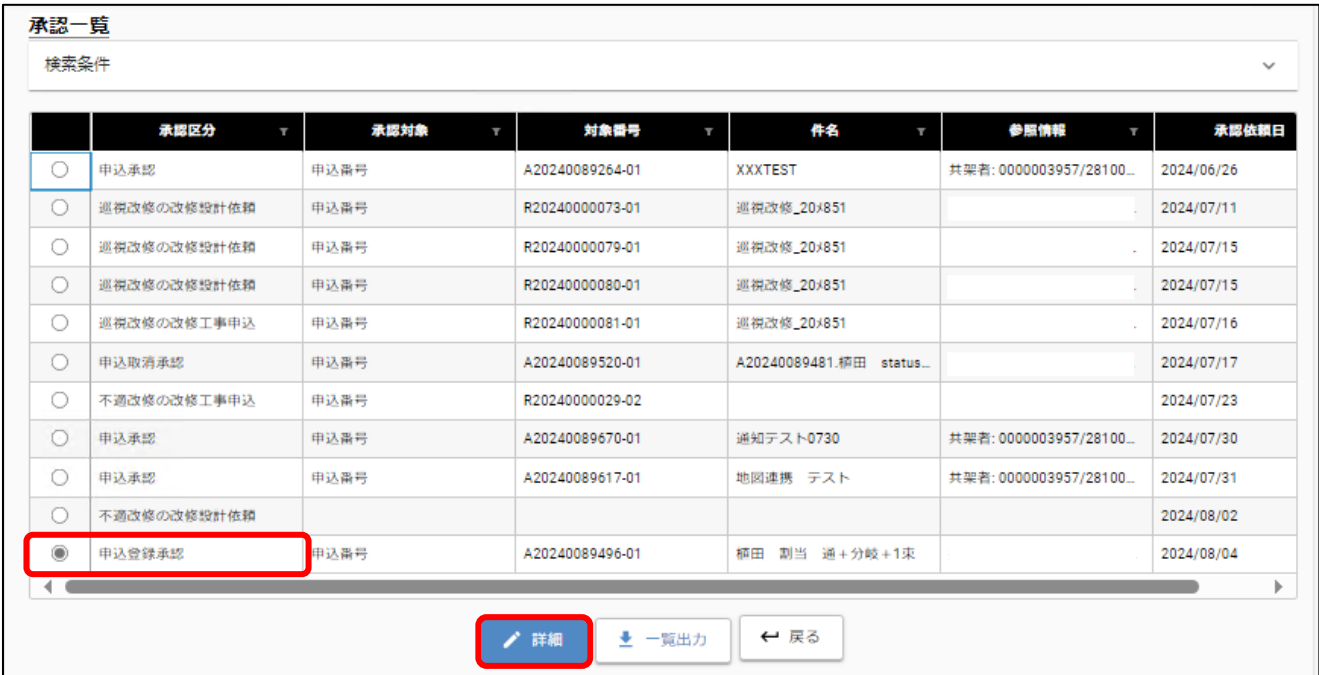 承認一覧
検索条件
承認区分 承認対象 対象番号 件名 参照情報 承認依頼日
申込承認 申込番号 A20240089264-01 XXXTEST 共架者: 0000003957/28100... 2024/06/26
巡視改修の改修設計依頼 申込番号 R20240000073-01 巡視改修_20ﾒ851 2024/07/11
巡視改修の改修設計依頼 申込番号 R20240000079-01 巡視改修_20ﾒ851 2024/07/15
巡視改修の改修設計依頼 申込番号 R20240000080-01 巡視改修_20ﾒ851 2024/07/15
巡視改修の改修工事申込 申込番号 R20240000081-01 巡視改修_20ﾒ851 2024/07/16
申込取消承認 申込番号 A20240089520-01 A20240089481.植田　status... 2024/07/17
不適改修の改修工事申込 申込番号 R20240000029-02 2024/07/23
申込承認 申込番号 A20240089670-01 通知テスト0730 共架者: 0000003957/28100... 2024/07/30
申込承認 申込番号 A20240089617-01 地図連携　テスト 共架者: 0000003957/28100... 2024/07/31
不適改修の改修設計依頼 2024/08/02
申込登録承認 申込番号 A20240089496-01 植田　割当　通+分岐+1束 2024/08/04
詳細 一覧出力 戻る